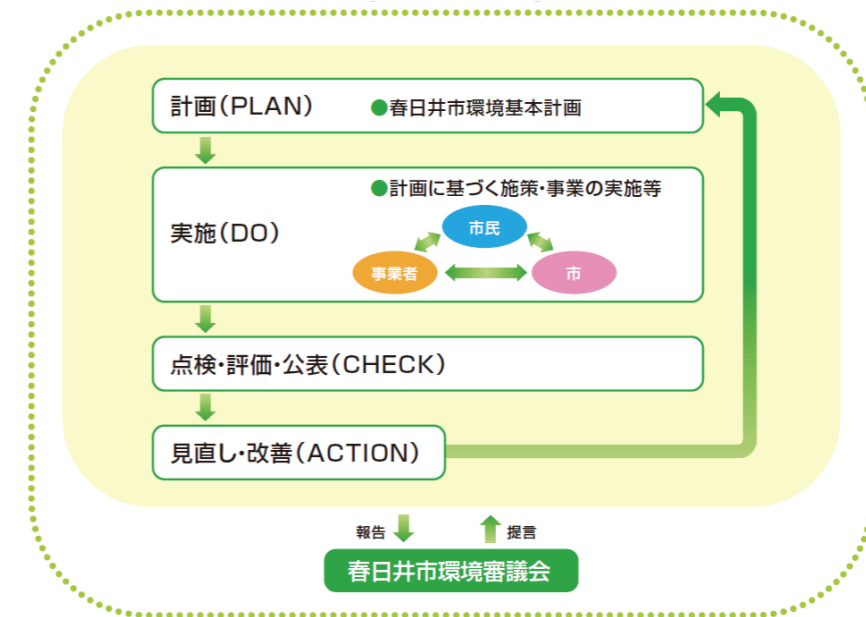 計画(PLAN) ●春日井市環境基本計画
実施(DO)
●計画に基づく施策・事業の実施等
市民
事業者
市
点検・評価・公表(CHECK)
見直し・改善(ACTION)
報告
提言
春日井市環境審議会